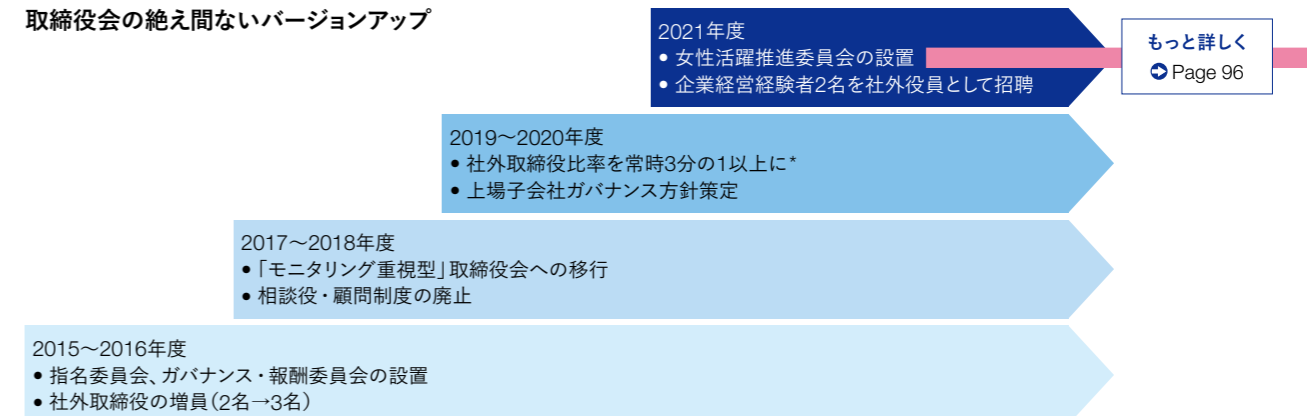 取締役会の絶え間ないバージョンアップ
2021年度
• 女性活躍推進委員会の設置
• 企業経営経験者2名を社外役員として招聘
もっと詳しく
Page 96
2019～2020年度
• 社外取締役比率を常時3分の1以上に*
• 上場子会社ガバナンス方針策定
2017～2018年度
•「モニタリング重視型」取締役会への移行
• 相談役・顧問制度の廃止
2015～2016年度
• 指名委員会、ガバナンス・報酬委員会の設置
• 社外取締役の増員(2名→3名)